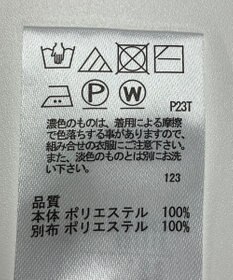 P W
P23T
濃色のものは、着用による摩擦
で色落ちする事がありますので、
組み合せの衣服にご注意下さい。
また、淡色のものとは別にお洗
い下さい。
123
品質
本体 ポリエステル 100%
別布 ポリエステル 100%